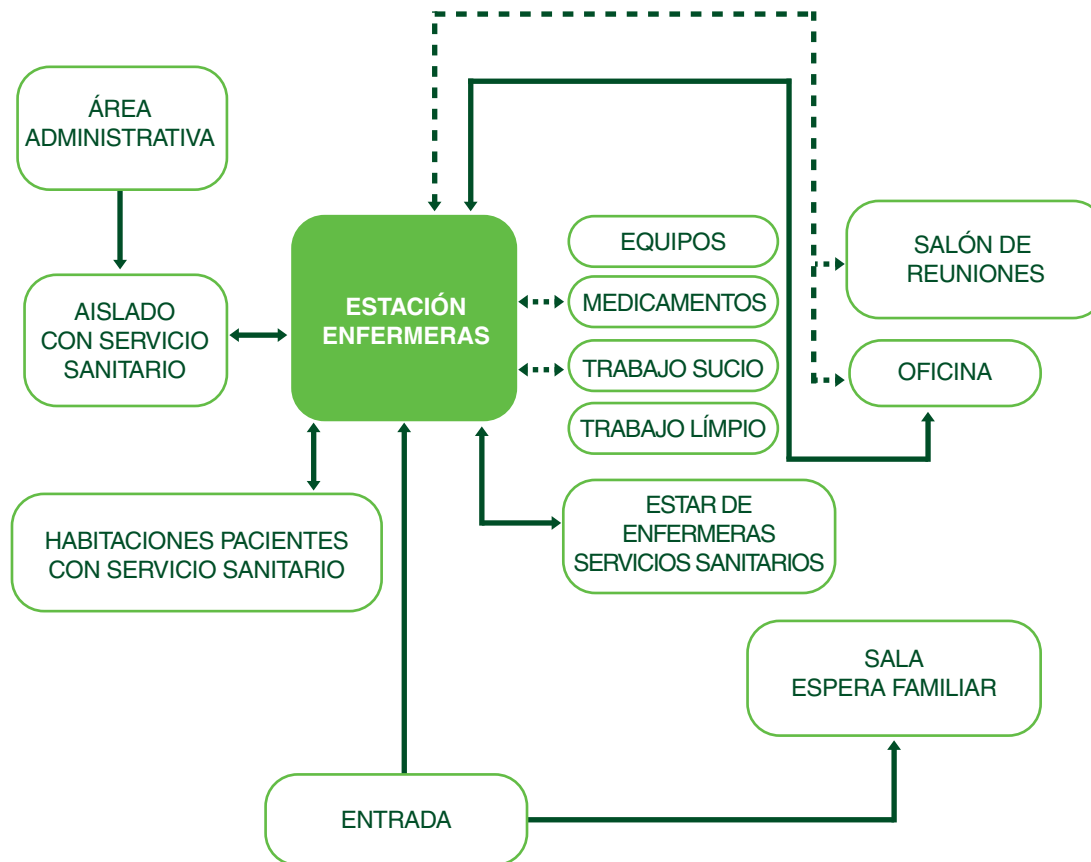 ÁREA
ADMINISTRATIVA
AISLADO
CON SERVICIO
SANITARIO
ESTACIÓN
ENFERMERAS
EQUIPOS
MEDICAMENTOS
TRABAJO SUCIO
TRABAJO LÍMPIO
SALÓN DE
REUNIONES
OFICINA
HABITACIONES PACIENTES
CON SERVICIO SANITARIO
ESTAR DE
ENFERMERAS
SERVICIOS SANITARIOS
SALA
ESPERA FAMILIAR
ENTRADA